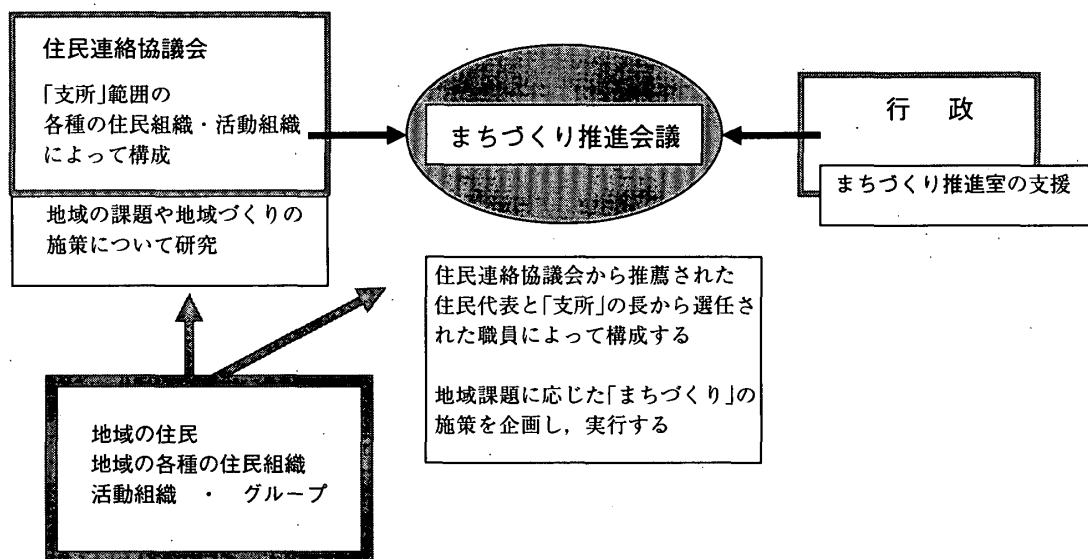 住民連絡協議会
「支所」範囲の
各種の住民組織・活動組織
によって構成
地域の課題や地域づくりの
施策について研究
まちづくり推進会議
行 政
まちづくり推進室の支援
住民連絡協議会から推薦された
住民代表と「支所」の長から選任さ
れた職員によって構成する
地域課題に応じた「まちづくり」の
施策を企画し，実行する
地域の住民
地域の各種の住民組織
活動組織 ・ グループ